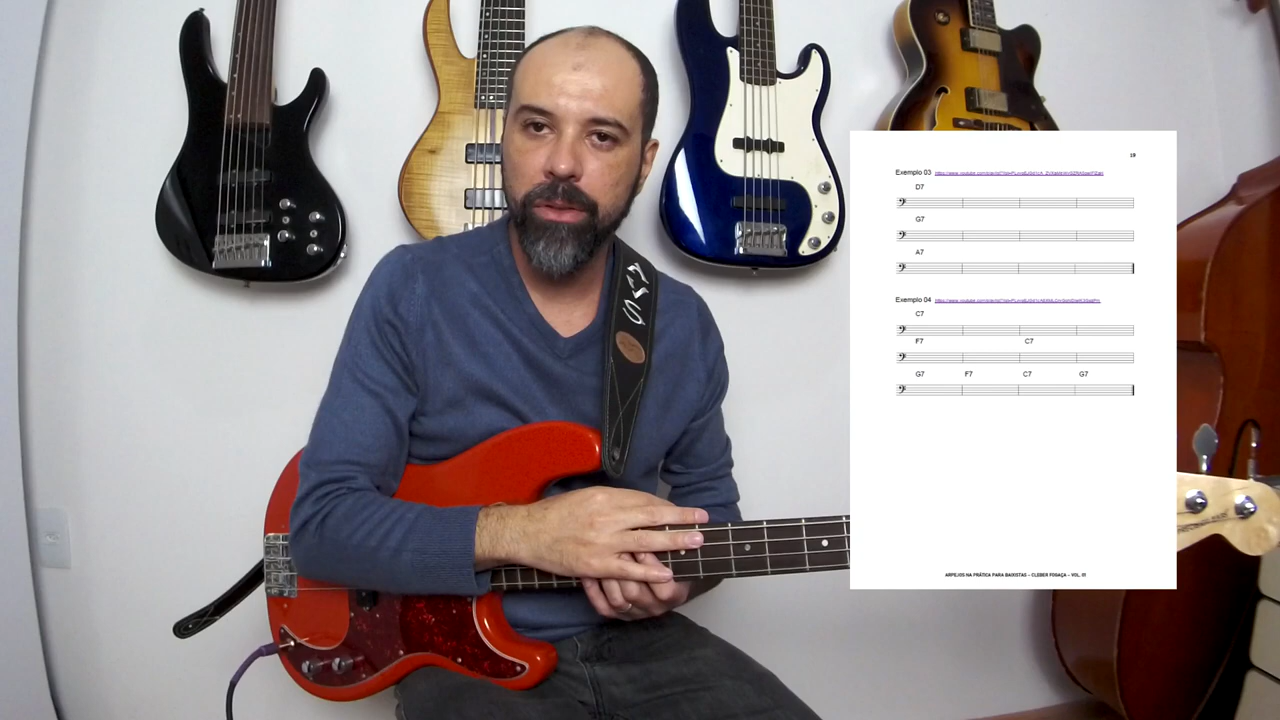 19
Exemplo 03
D7
G7
A7
Exemplo 04
C7
F7 C7
G7 F7 C7 G7
ARPEJOS NA PRÁTICA PARA BAIXISTAS – CLEBER FOGAÇA – VOL. 01